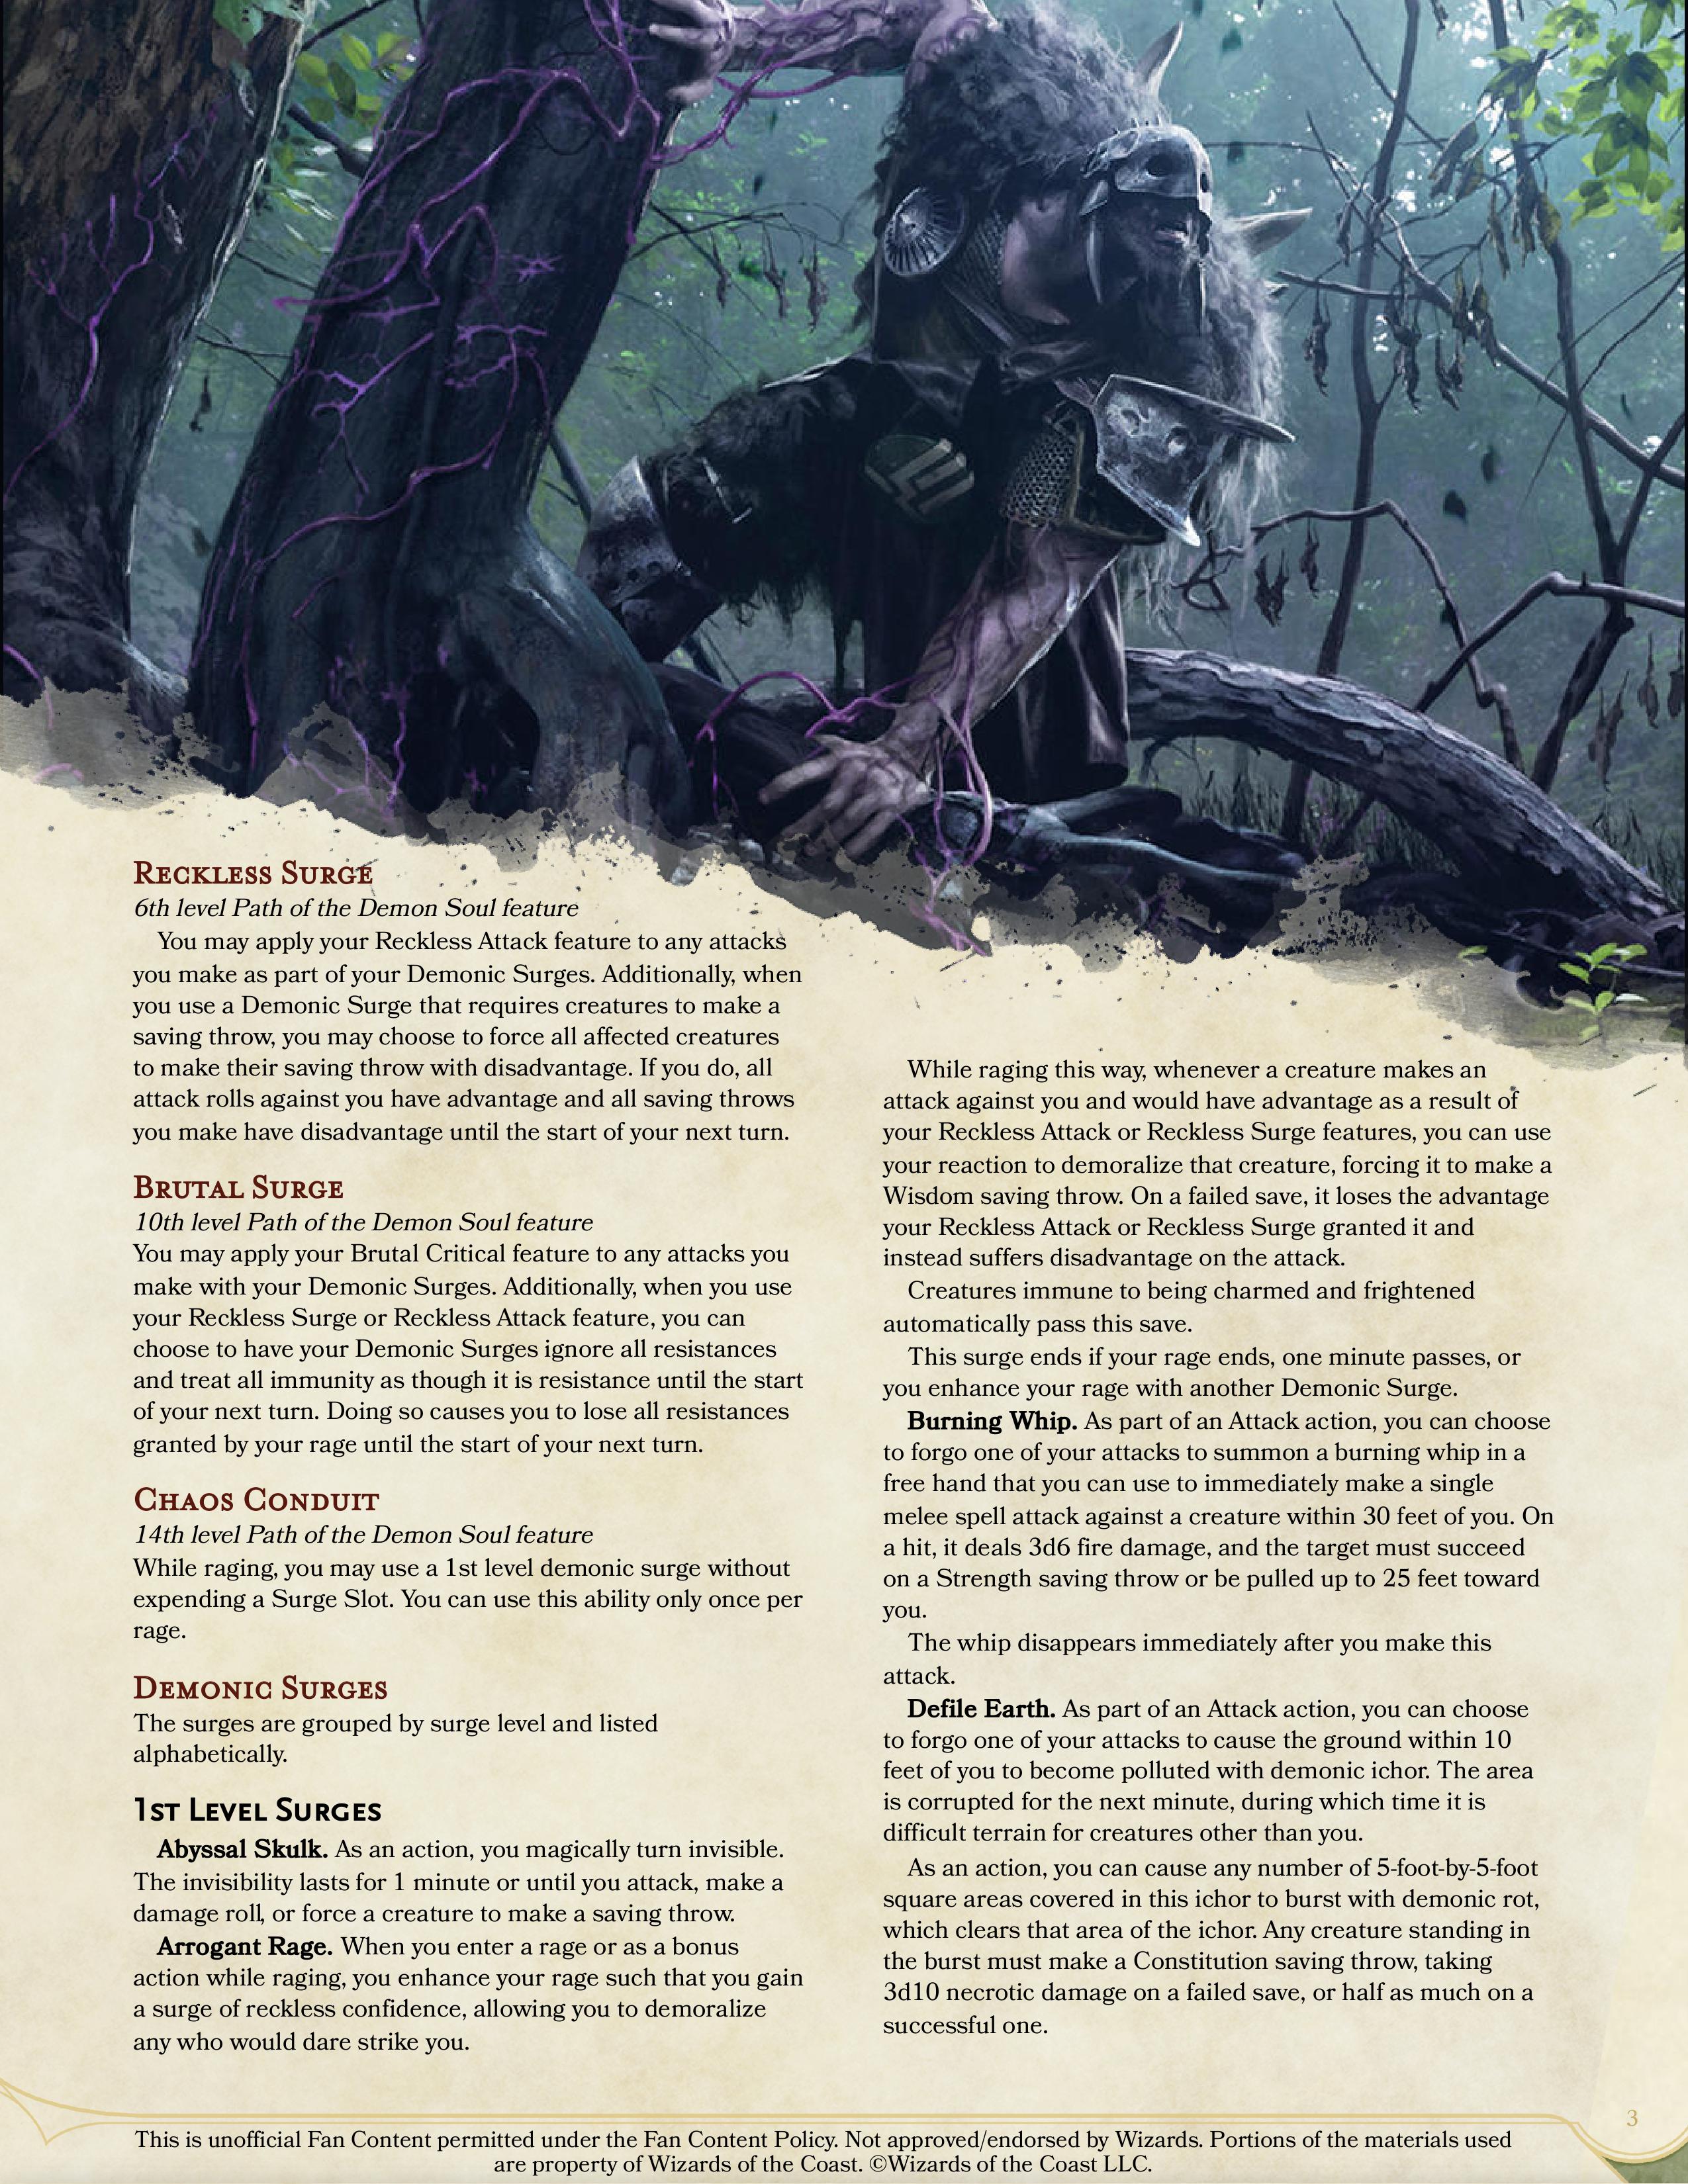 Reckless Surge
6th level Path of the Demon Soul feature
You may apply your Reckless Attack feature to any attacks
you make as part of your Demonic Surges. Additionally, when
you use a Demonic Surge that requires creatures to make a
saving throw, you may choose to force all affected creatures
to make their saving throw with disadvantage. If you do, all
attack rolls against you have advantage and all saving throws
you make have disadvantage until the start of your next turn.
Brutal Surge
10th level Path of the Demon Soul feature
You may apply your Brutal Critical feature to any attacks you
make with your Demonic Surges. Additionally, when you use
your Reckless Surge or Reckless Attack feature, you can
choose to have your Demonic Surges ignore all resistances
and treat all immunity as though it is resistance until the start
of your next turn. Doing so causes you to lose all resistances
granted by your rage until the start of your next turn.
Chaos Conduit
14th level Path of the Demon Soul feature
While raging, you may use a 1st level demonic surge without
expending a Surge Slot. You can use this ability only once per
rage.
Demonic Surges
The surges are grouped by surge level and listed
alphabetically.
1st Level Surges
Abyssal Skulk. As an action, you magically turn invisible.
The invisibility lasts for 1 minute or until you attack, make a
damage roll, or force a creature to make a saving throw.
Arrogant Rage. When you enter a rage or as a bonus
action while raging, you enhance your rage such that you gain
a surge of reckless confidence, allowing you to demoralize
any who would dare strike you.
While raging this way, whenever a creature makes an
attack against you and would have advantage as a result of
your Reckless Attack or Reckless Surge features, you can use
your reaction to demoralize that creature, forcing it to make a
Wisdom saving throw. On a failed save, it loses the advantage
your Reckless Attack or Reckless Surge granted it and
instead suffers disadvantage on the attack.
Creatures immune to being charmed and frightened
automatically pass this save.
This surge ends if your rage ends, one minute passes, or
you enhance your rage with another Demonic Surge.
Burning Whip. As part of an Attack action, you can choose
to forgo one of your attacks to summon a burning whip in a
free hand that you can use to immediately make a single
melee spell attack against a creature within 30 feet of you. On
a hit, it deals 3d6 fire damage, and the target must succeed
on a Strength saving throw or be pulled up to 25 feet toward
you.
The whip disappears immediately after you make this
attack.
Defile Earth. As part of an Attack action, you can choose
to forgo one of your attacks to cause the ground within 10
feet of you to become polluted with demonic ichor. The area
is corrupted for the next minute, during which time it is
difficult terrain for creatures other than you.
As an action, you can cause any number of 5-foot-by-5-foot
square areas covered in this ichor to burst with demonic rot,
which clears that area of the ichor. Any creature standing in
the burst must make a Constitution saving throw, taking
3d10 necrotic damage on a failed save, or half as much on a
successful one.
3
This is unofficial Fan Content permitted under the Fan Content Policy. Not approved/endorsed by Wizards. Portions of the materials used
are property of Wizards of the Coast. ©Wizards of the Coast LLC.